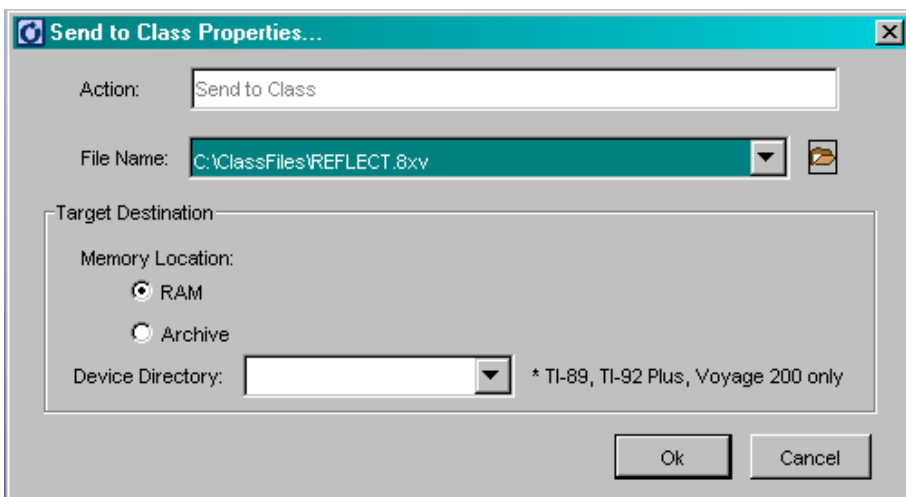 Send to Class Properties...
Action: Send to Class
File Name: C:\ClassFiles\REFLECT.8xv
Target Destination
Memory Location:
RAM
Archive
Device Directory: * TI-89, TI-92 Plus, Voyage 200 only
Ok Cancel